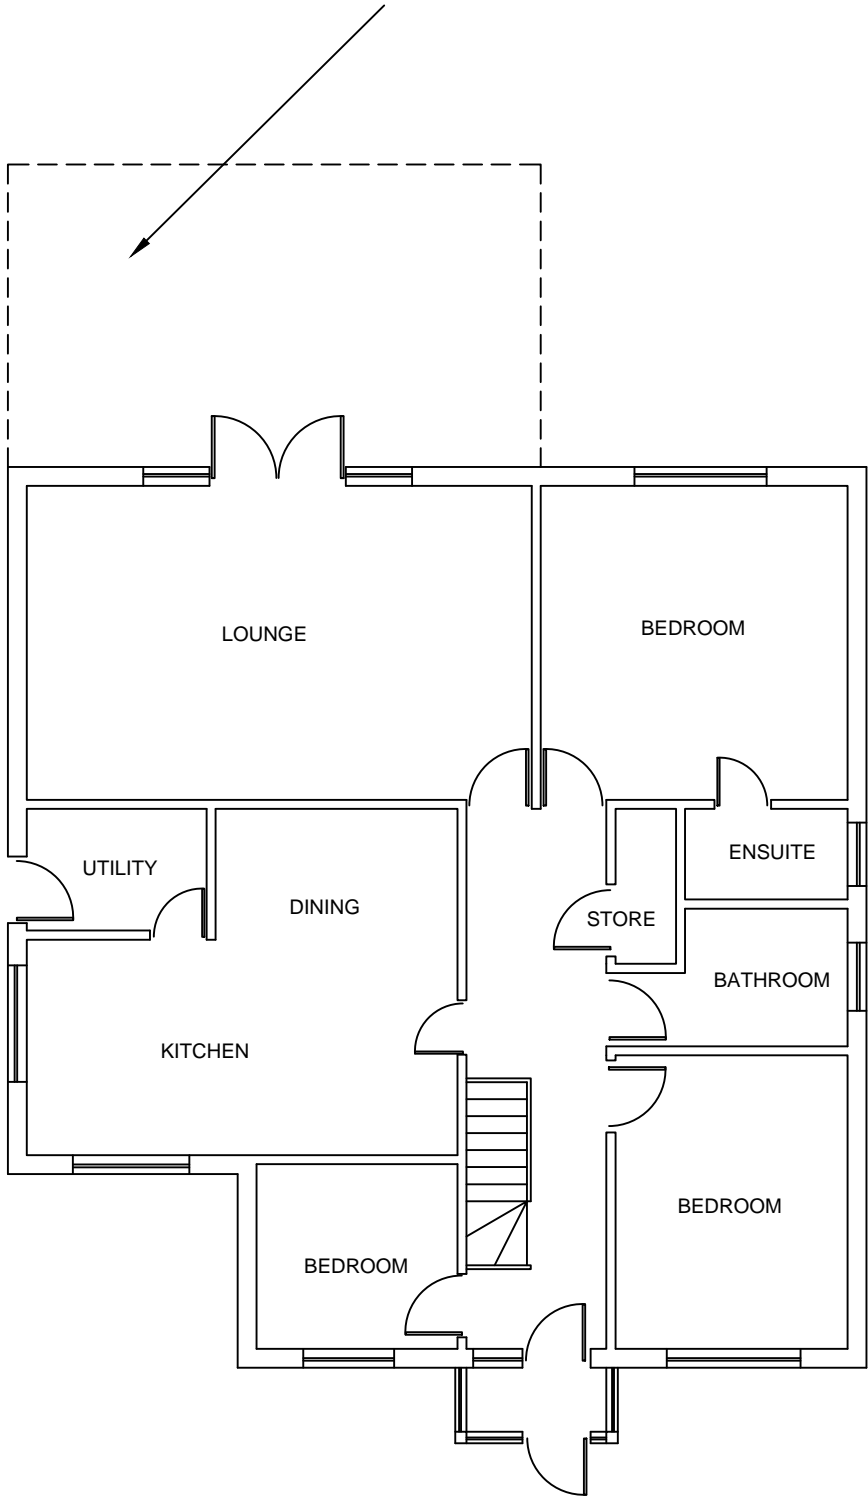 LOUNGE
BEDROOM
UTILITY
DINING
ENSUITE
STORE
BATHROOM
KITCHEN
BEDROOM
BEDROOM